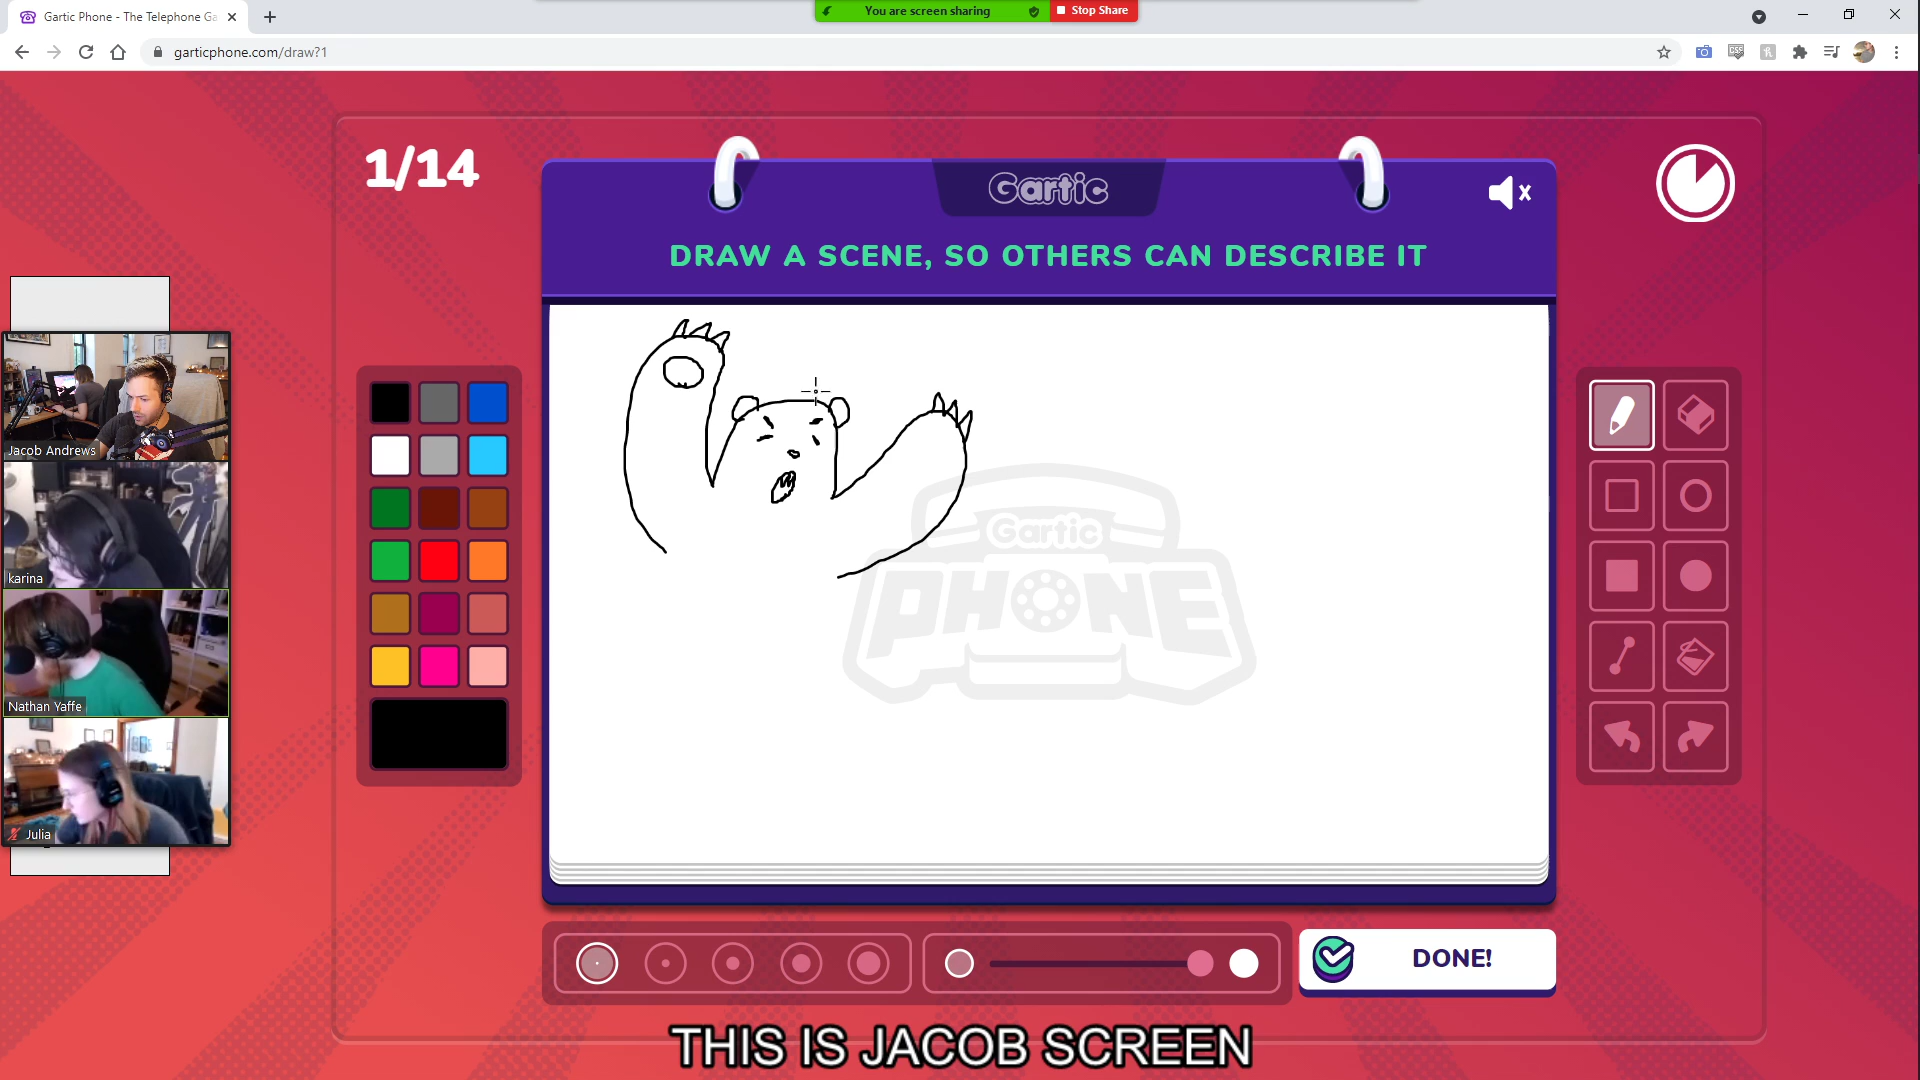 Gartic Phone - The Telephone Ga
You are screen sharing
Stop Share
garticphone.com/draw?1
1/14
Gartic
DRAW A SCENE, SO OTHERS CAN DESCRIBE IT
Jacob Andrews
karina
Nathan Yaffe
Julia
Gartic
PHONE
DONE!
THIS IS JACOB SCREEN